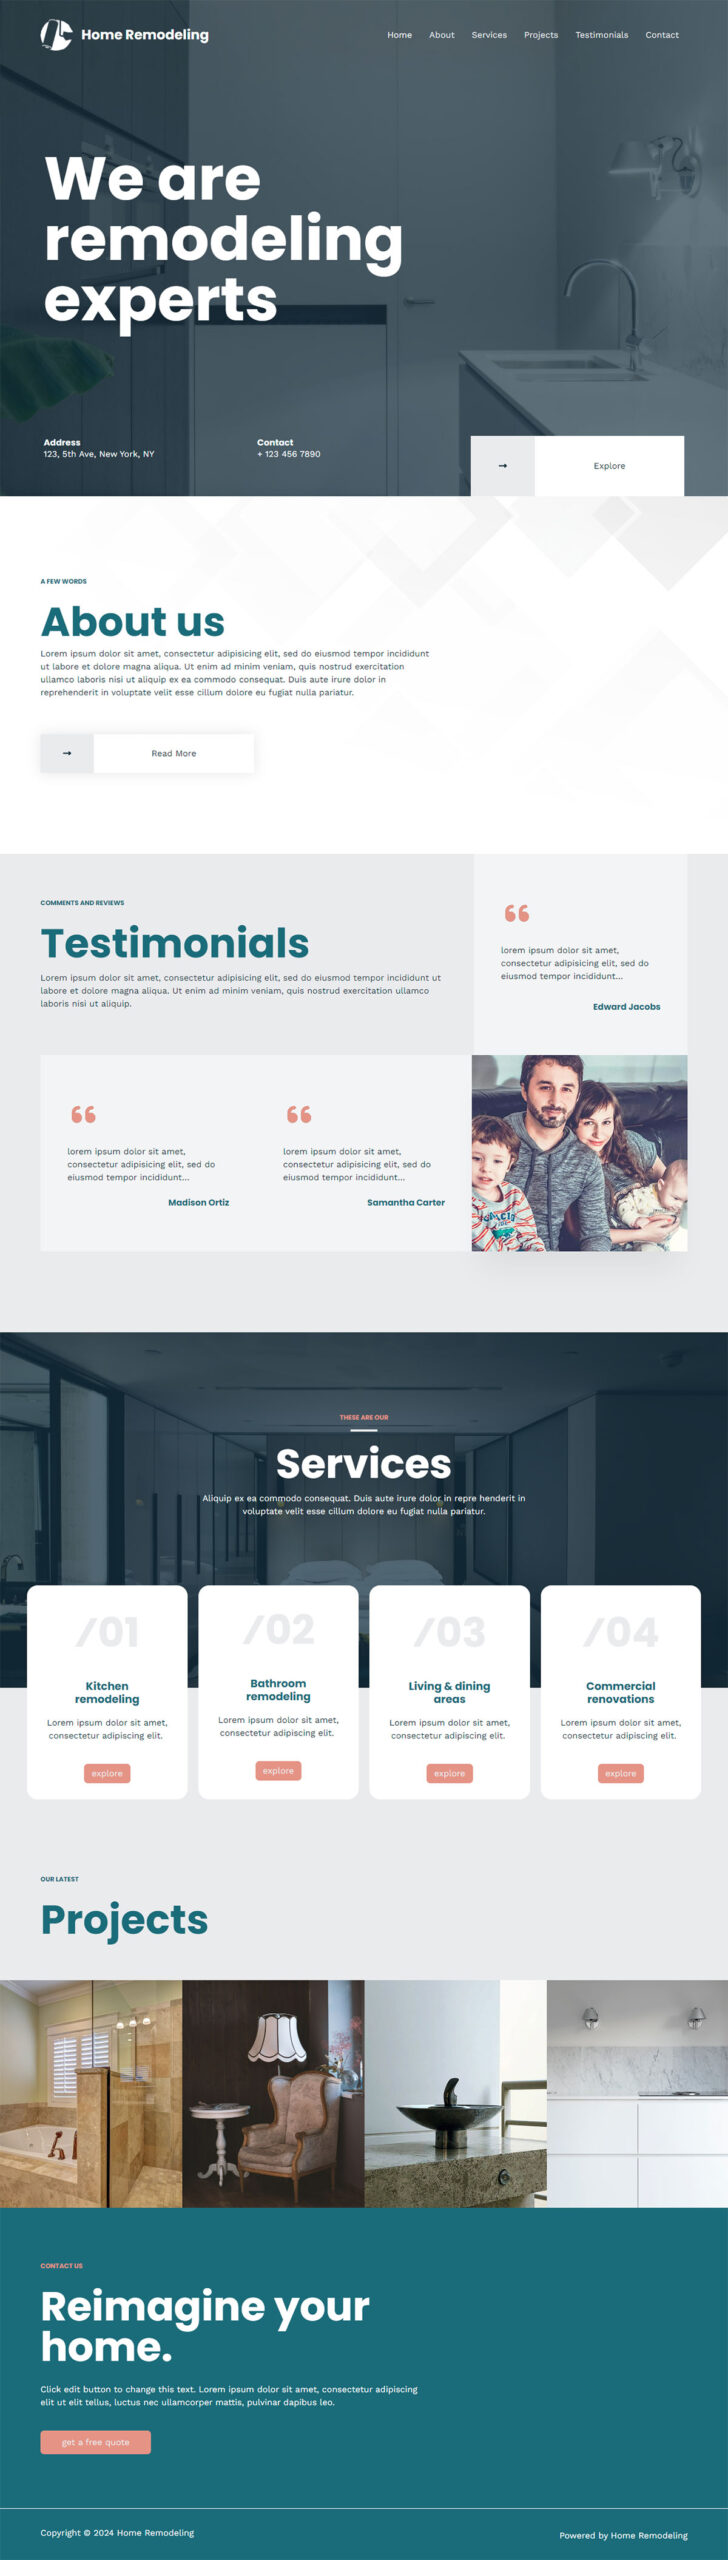 Home Remodeling
Home About Services Projects Testimonials Contact
We are
remodeling
experts
Address
123, 5th Ave, New York, NY
Contact
+ 123 456 7890
→ Explore
A FEW WORDS
About us
Lorem ipsum dolor sit amet, consectetur adipisicing elit, sed do eiusmod tempor incididunt
ut labore et dolore magna aliqua. Ut enim ad minim veniam, quis nostrud exercitation
ullamco laboris nisi ut aliquip ex ea commodo consequat. Duis aute irure dolor in
reprehenderit in voluptate velit esse cillum dolore eu fugiat nulla pariatur.
→ Read More
COMMENTS AND REVIEWS
Testimonials
Lorem ipsum dolor sit amet, consectetur adipisicing elit, sed do eiusmod tempor incididunt ut
labore et dolore magna aliqua. Ut enim ad minim veniam, quis nostrud exercitation ullamco
laboris nisi ut aliquip.
“
lorem ipsum dolor sit amet,
consectetur adipisicing elit, sed do
eiusmod tempor incididunt...
Edward Jacobs
“
lorem ipsum dolor sit amet,
consectetur adipisicing elit, sed do
eiusmod tempor incididunt...
Madison Ortiz
“
lorem ipsum dolor sit amet,
consectetur adipisicing elit, sed do
eiusmod tempor incididunt...
Samantha Carter
THESE ARE OUR
Services
Aliquip ex ea commodo consequat. Duis aute irure dolor in repre henderit in
voluptate velit esse cillum dolore eu fugiat nulla pariatur.
/01
Kitchen
remodeling
Lorem ipsum dolor sit amet,
consectetur adipiscing elit.
explore
/02
Bathroom
remodeling
Lorem ipsum dolor sit amet,
consectetur adipiscing elit.
explore
/03
Living & dining
areas
Lorem ipsum dolor sit amet,
consectetur adipiscing elit.
explore
/04
Commercial
renovations
Lorem ipsum dolor sit amet,
consectetur adipiscing elit.
explore
OUR LATEST
Projects
CONTACT US
Reimagine your
home.
Click edit button to change this text. Lorem ipsum dolor sit amet, consectetur adipiscing
elit ut elit tellus, luctus nec ullamcorper mattis, pulvinar dapibus leo.
get a free quote
Copyright © 2024 Home Remodeling
Powered by Home Remodeling